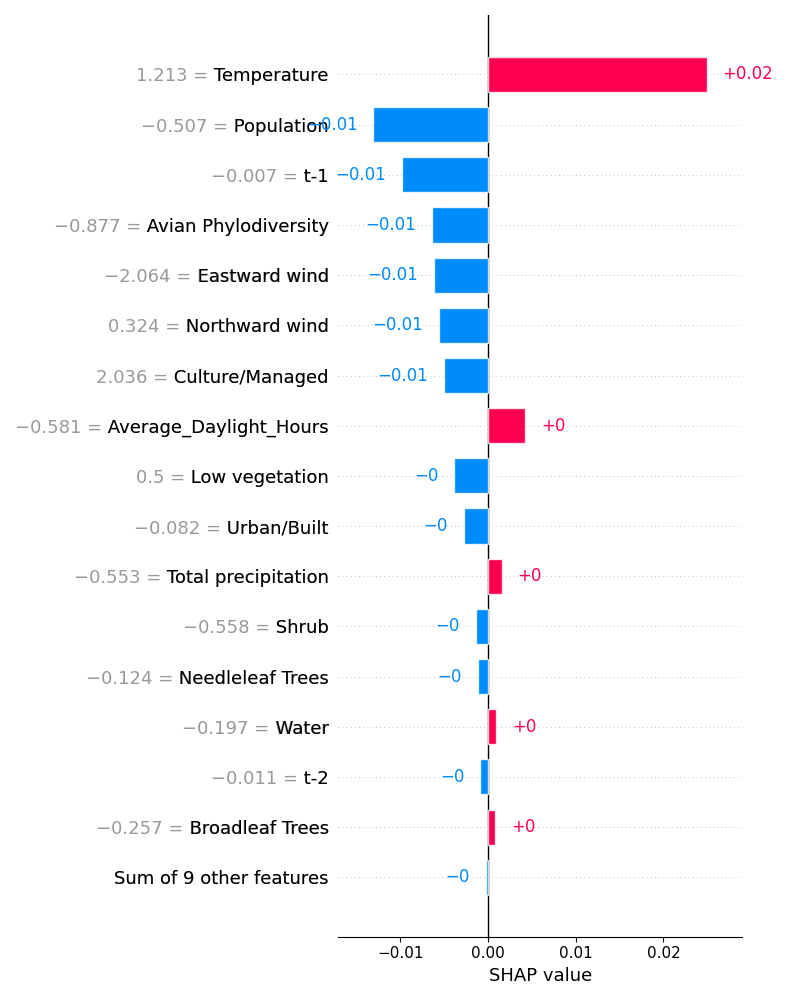 1.213 = Temperature +0.02
−0.507 = Population −0.01
−0.007 = t-1 −0.01
−0.877 = Avian Phylodiversity −0.01
−2.064 = Eastward wind −0.01
0.324 = Northward wind −0.01
2.036 = Culture/Managed −0.01
−0.581 = Average_Daylight_Hours +0
0.5 = Low vegetation −0
−0.082 = Urban/Built −0
−0.553 = Total precipitation +0
−0.558 = Shrub −0
−0.124 = Needleleaf Trees −0
−0.197 = Water +0
−0.011 = t-2 −0
−0.257 = Broadleaf Trees +0
Sum of 9 other features −0
−0.01 0.00 0.01 0.02
SHAP value